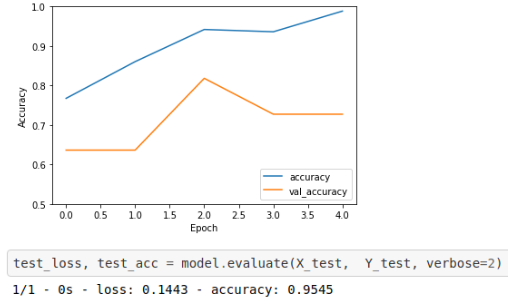 1.0
0.9
0.8
0.7
0.6
0.5
Accuracy
0.0 0.5 1.0 1.5 2.0 2.5 3.0 3.5 4.0
Epoch
accuracy
val_accuracy
test_loss, test_acc = model.evaluate(X_test,  Y_test, verbose=2)
1/1 - 0s - loss: 0.1443 - accuracy: 0.9545